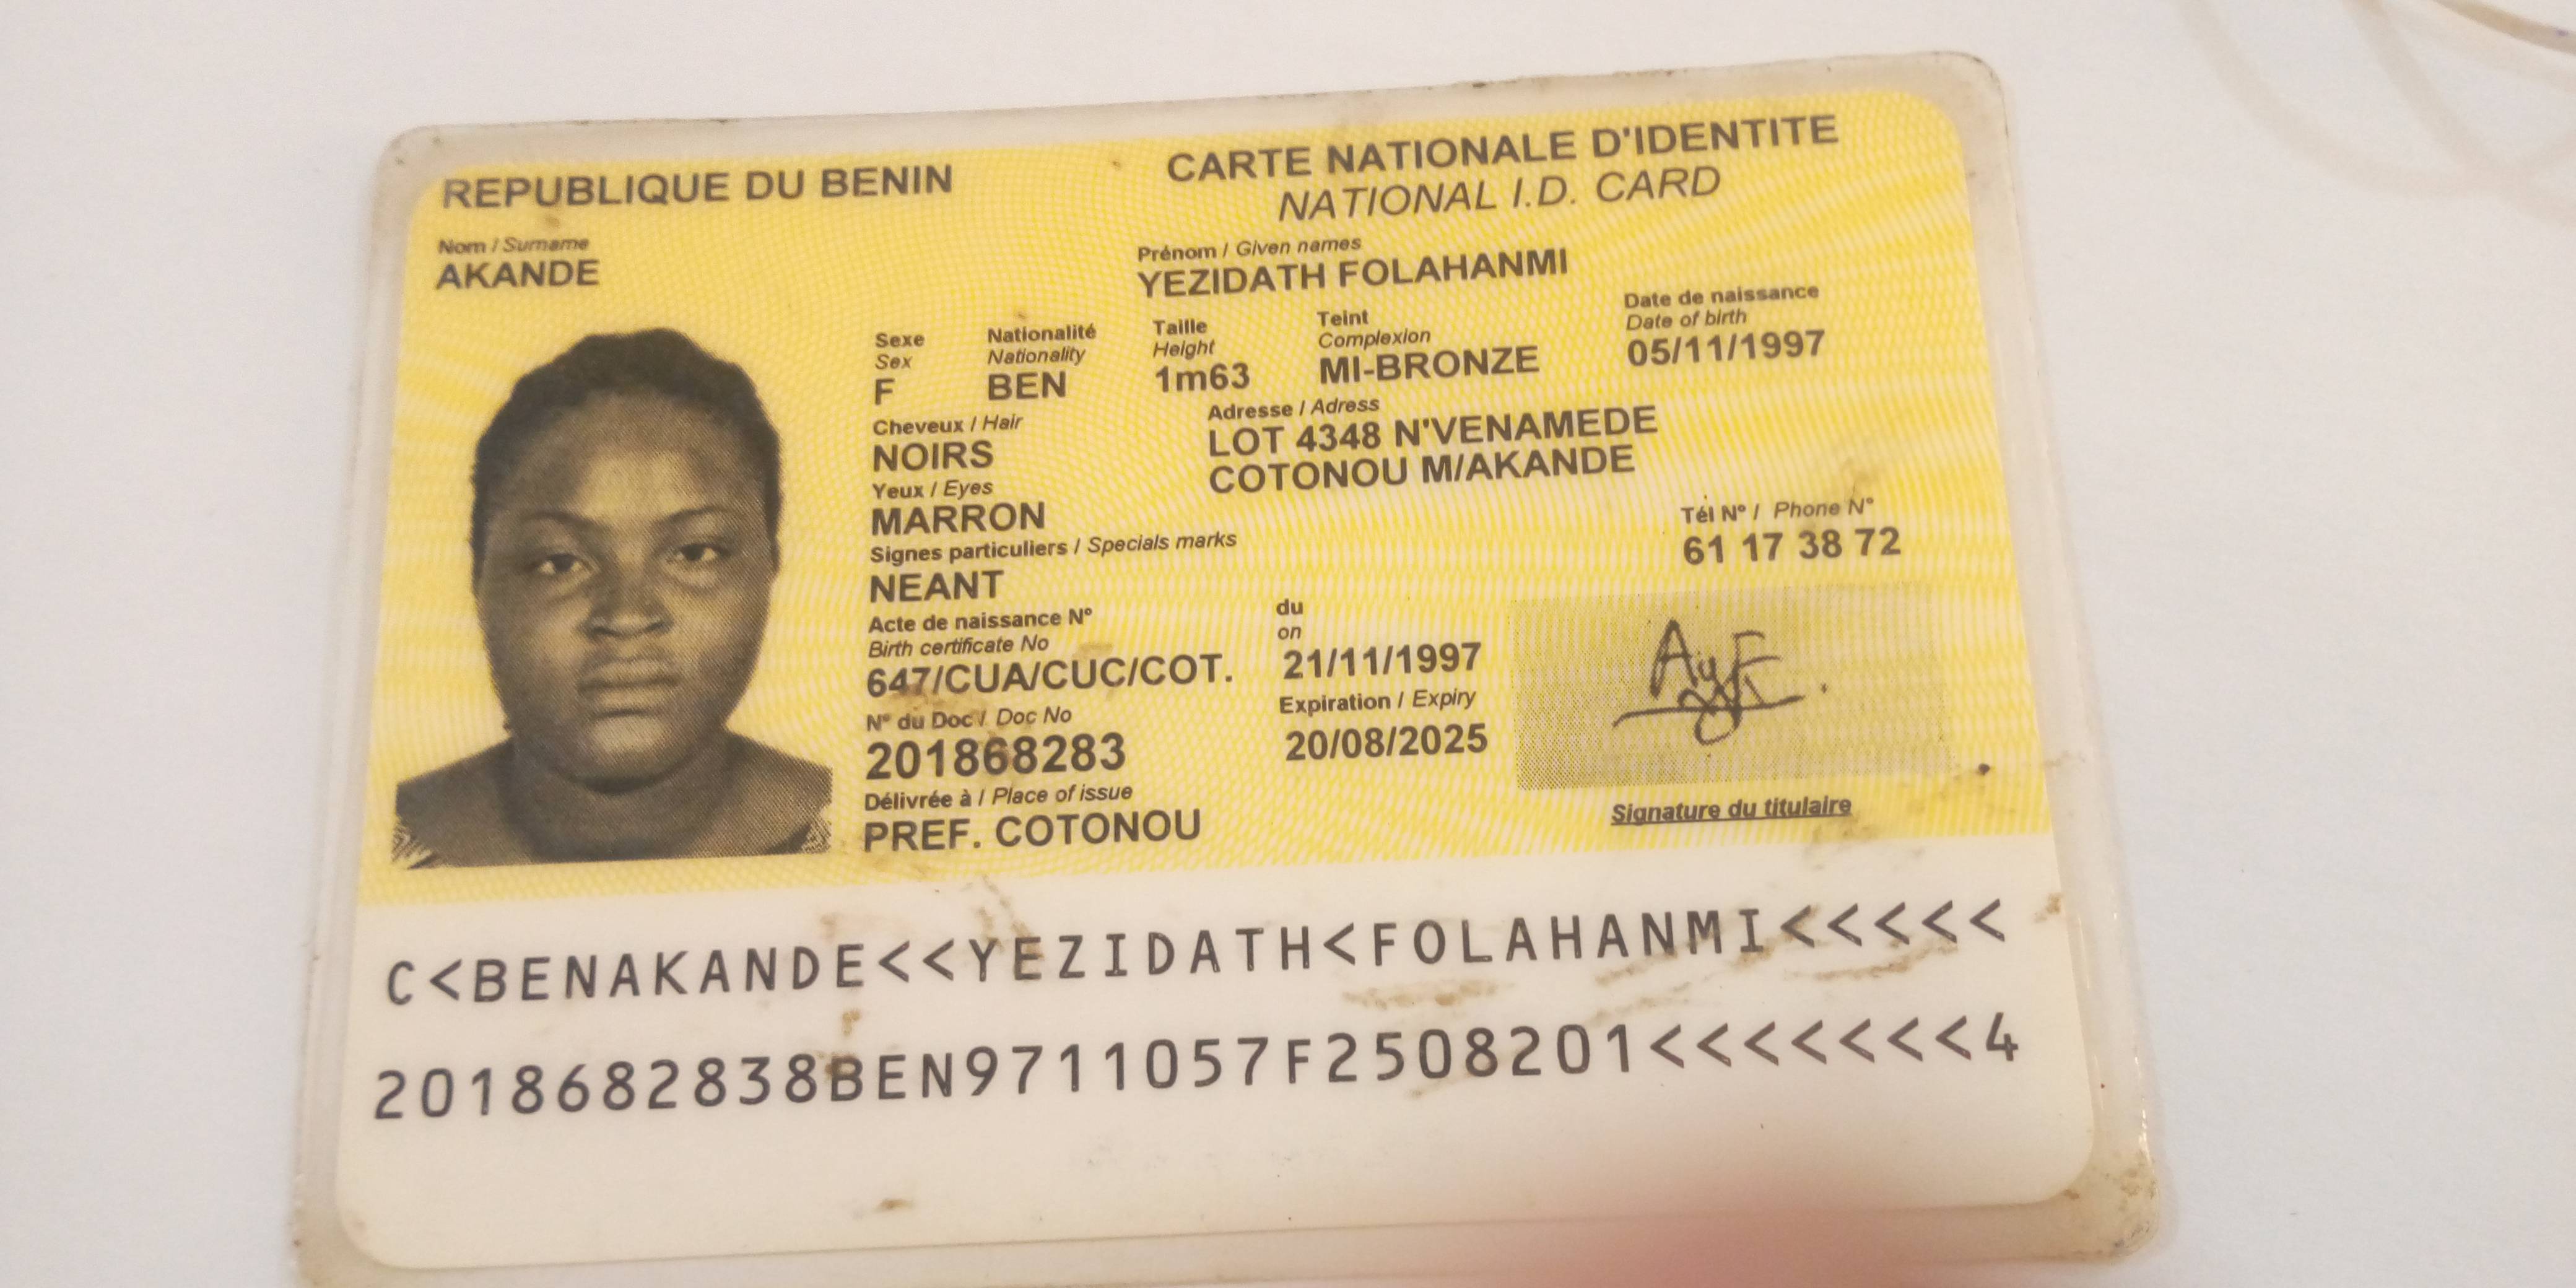 REPUBLIQUE DU BENIN
CARTE NATIONALE D'IDENTITE
NATIONAL I.D. CARD
Nom / Surname
AKANDE
Prénom / Given names
YEZIDATH FOLAHANMI
Sexe
Sex
F
Nationalité
Nationality
BEN
Taille
Height
1m63
Teint
Complexion
MI-BRONZE
Date de naissance
Date of birth
05/11/1997
Cheveux / Hair
NOIRS
Adresse / Adress
LOT 4348 N'VENAMEDE
COTONOU M/AKANDE
Yeux / Eyes
MARRON
Tél N° / Phone N°
61 17 38 72
Signes particuliers / Specials marks
NEANT
Acte de naissance N°
Birth certificate No
647/CUA/CUC/COT.
du
on
21/11/1997
N° du Doc / Doc No
201868283
Expiration / Expiry
20/08/2025
Délivrée à / Place of issue
PREF. COTONOU
Signature du titulaire
C<BENAKANDE<<YEZIDATH<FOLAHANMI<<<<<
2018682838BEN9711057F2508201<<<<<<<4